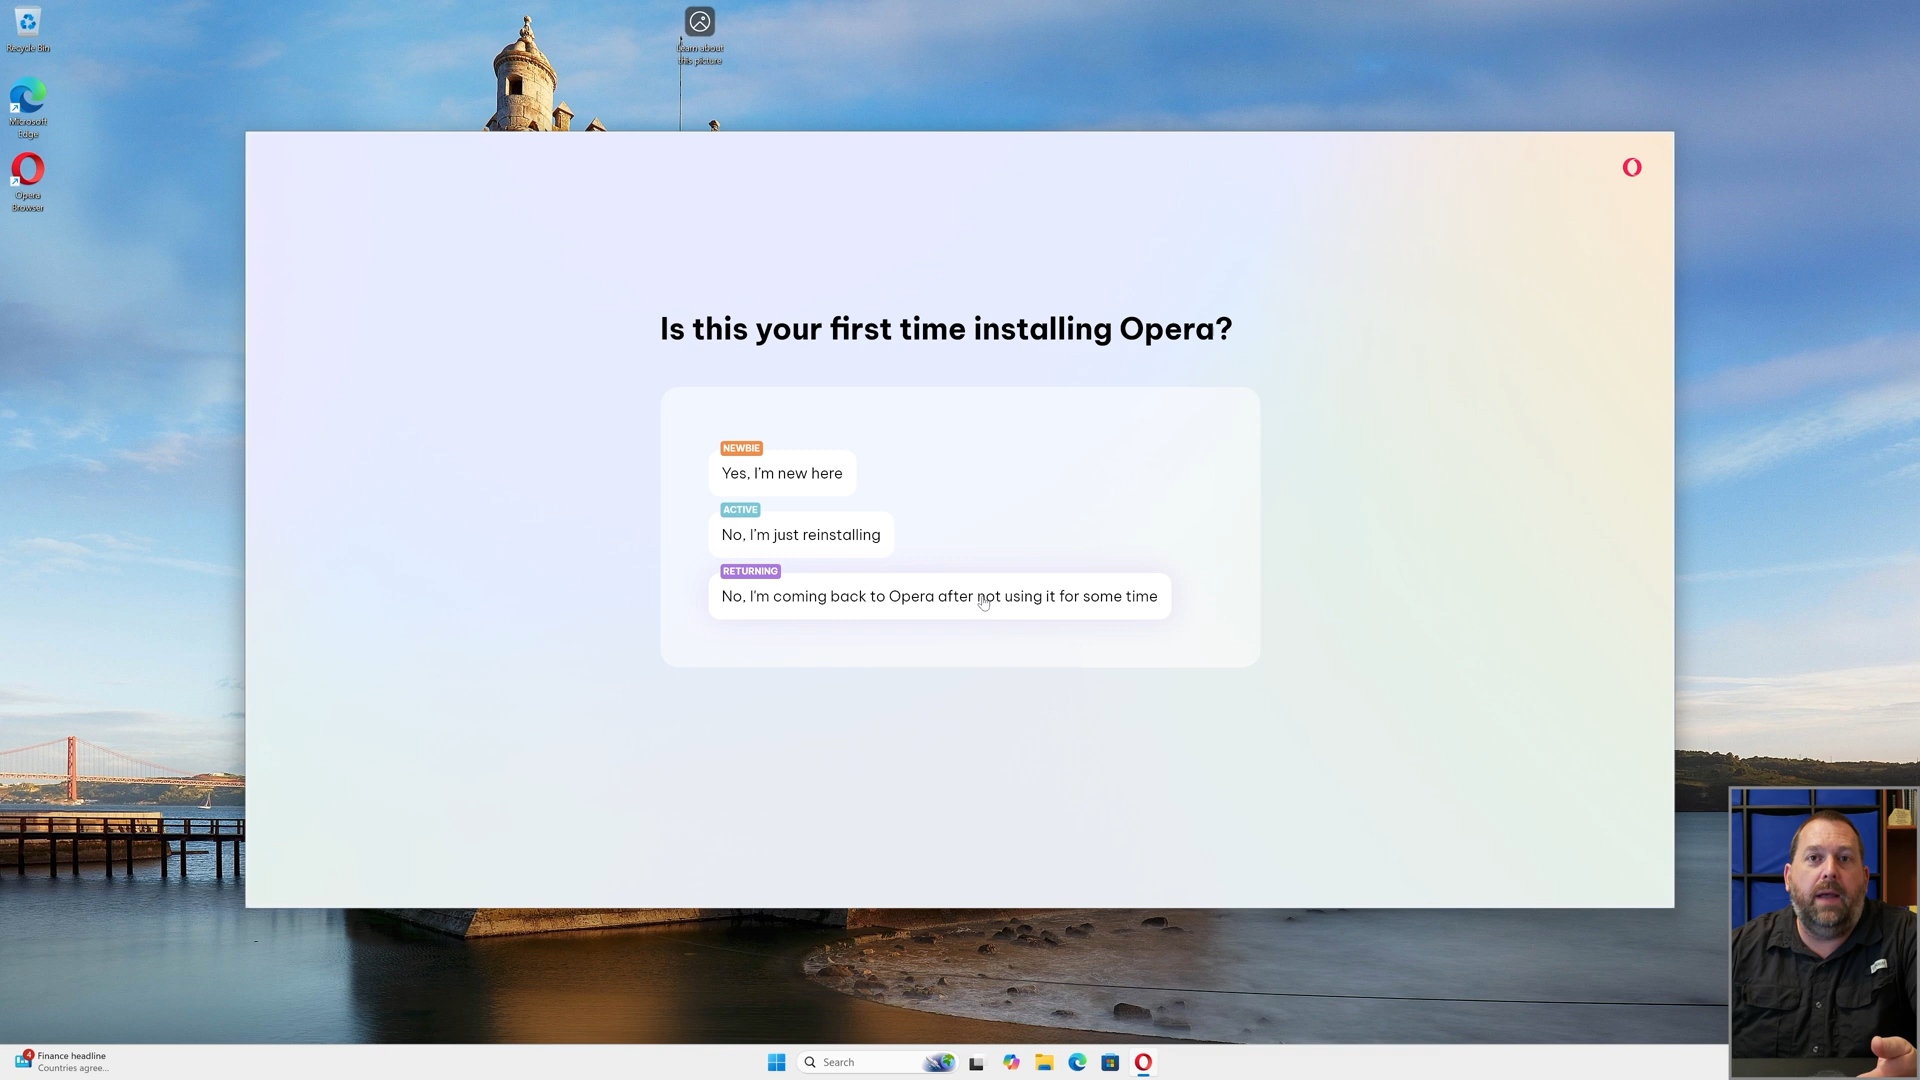 Recycle Bin
Learn about
this picture
Microsoft
Edge
Opera
Browser
Is this your first time installing Opera?
NEWBIE
Yes, I'm new here
ACTIVE
No, I'm just reinstalling
RETURNING
No, I'm coming back to Opera after not using it for some time
4
Finance headline
Countries agree...
Search